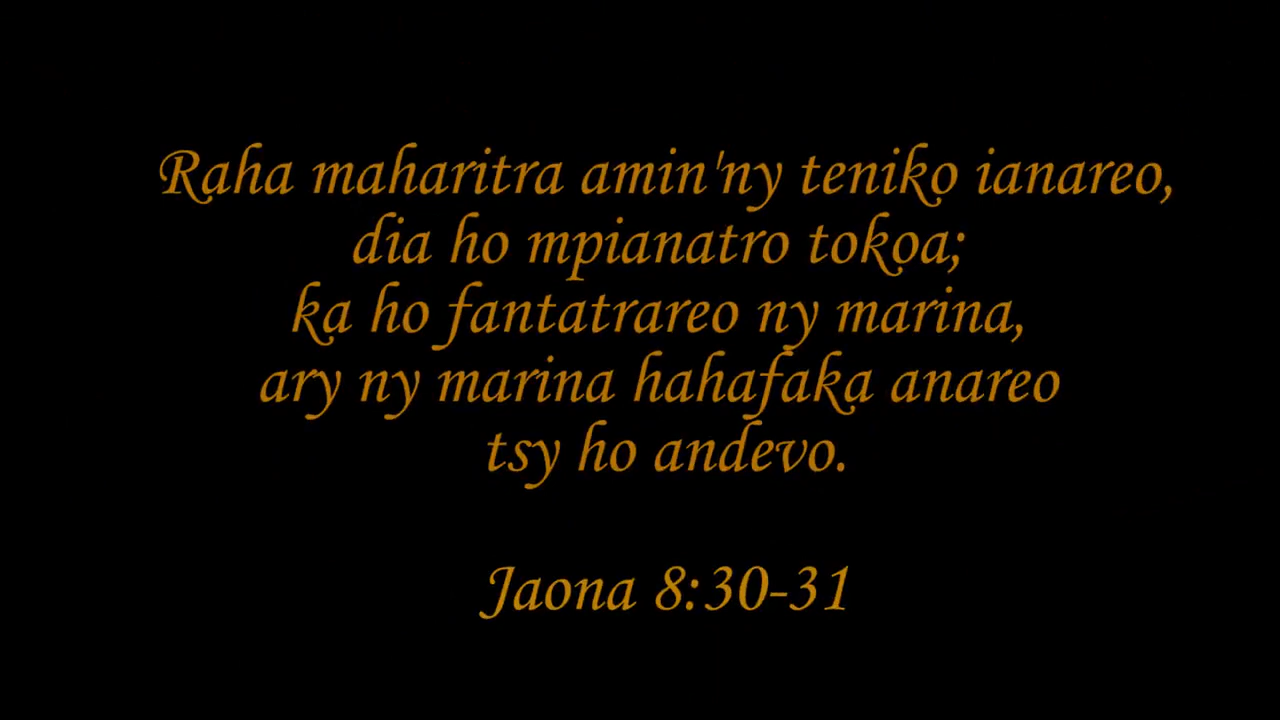 Raha maharitra amin'ny teniko ianareo,
dia ho mpianatro tokoa;
ka ho fantatrareo ny marina,
ary ny marina hahafaka anareo
tsy ho andevo.
Jaona 8:30-31